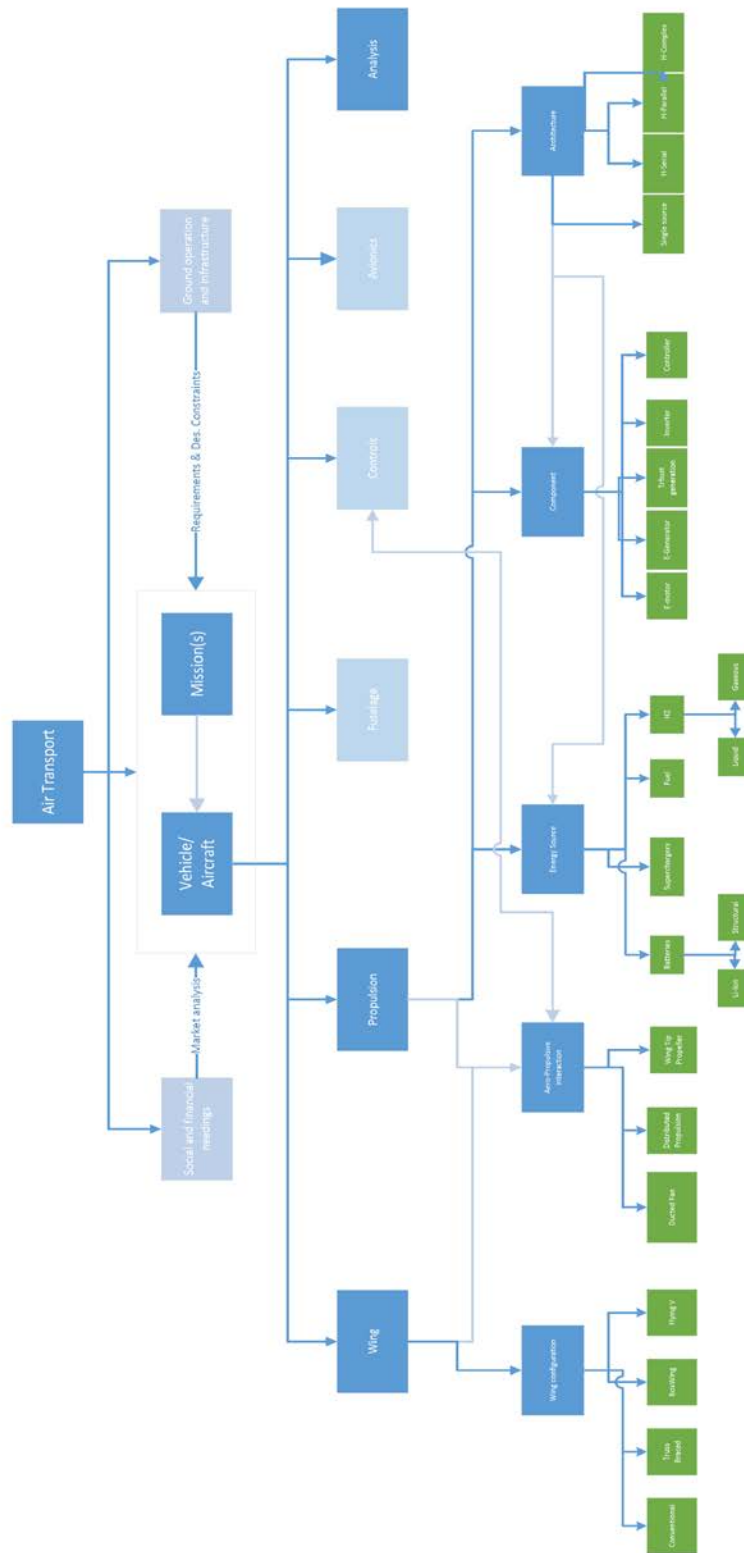 Air Transport
Social and financial
needings
Market analysis
Vehicle/
Aircraft
Mission(s)
Requirements & Des. Constraints
Ground operation
and infrastructure
Wing
Propulsion
Fuselage
Controls
Avionics
Analysis
Wing configuration
Aero-Propulsive
interaction
Energy Source
Component
Architecture
Conventional
Truss
Braced
BoxWing
Flying V
Ducted Fan
Distributed
Propulsion
Wing Tip
Propeller
Batteries
Superchargers
Fuel
H2
E-motor
E-Generator
generation
Inverter
Controller
Single source
H-Serial
H-Parallel
H-Complex
Li-Ion
Structural
Liquid
Gaseous